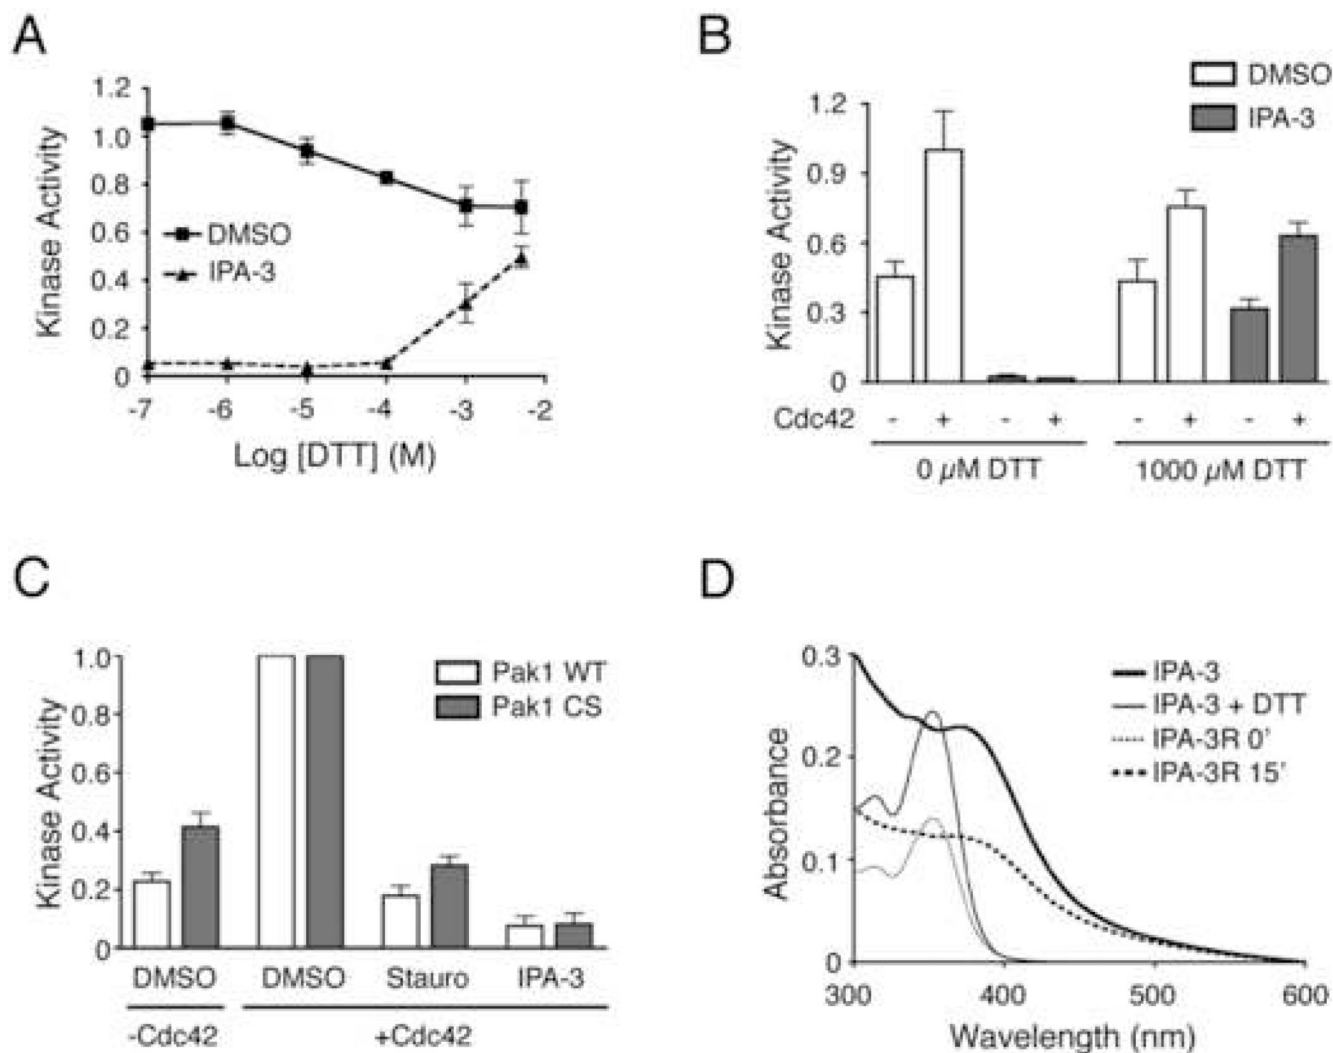 A
Kinase Activity
1.2
1.0
0.8
0.6
0.4
0.2
0
DMSO
IPA-3
-7 -6 -5 -4 -3 -2
Log [DTT] (M)
B
DMSO
IPA-3
Kinase Activity
1.2
0.9
0.6
0.3
0
Cdc42 - + - + - + - +
0 µM DTT 1000 µM DTT
C
Kinase Activity
1.0
0.8
0.6
0.4
0.2
0
Pak1 WT
Pak1 CS
DMSO DMSO Stauro IPA-3
-Cdc42 +Cdc42
D
Absorbance
0.3
0.2
0.1
0
IPA-3
IPA-3 + DTT
IPA-3R 0'
IPA-3R 15'
300 400 500 600
Wavelength (nm)